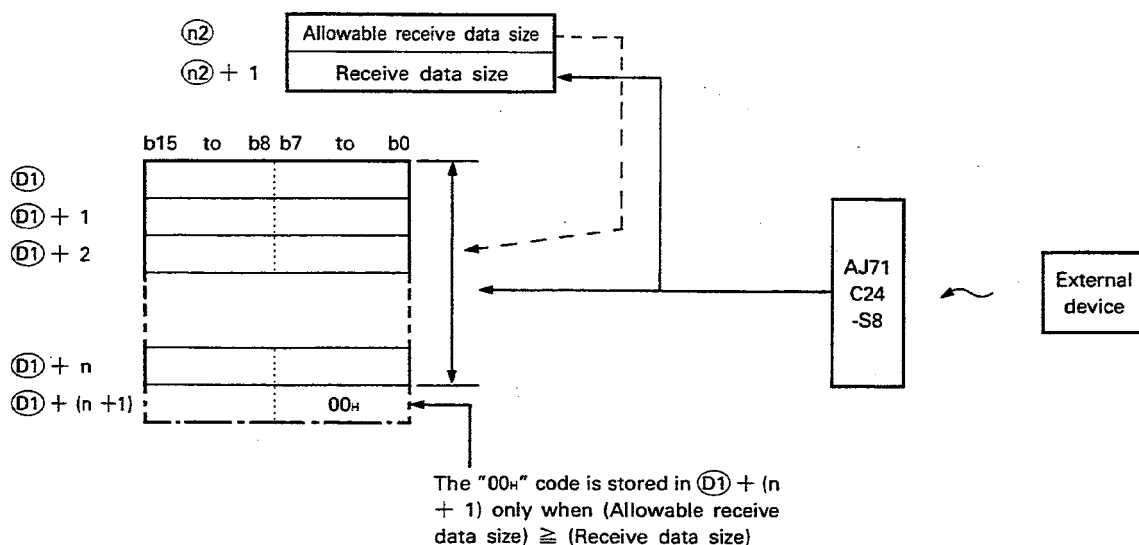 n2 Allowable receive data size
n2 + 1 Receive data size
b15 to b8 b7 to b0
D1
D1 + 1
D1 + 2
D1 + n
D1 + (n +1) 00H
AJ71
C24
-S8
External
device
The "00H" code is stored in D1 + (n
+ 1) only when (Allowable receive
data size) ≧ (Receive data size)